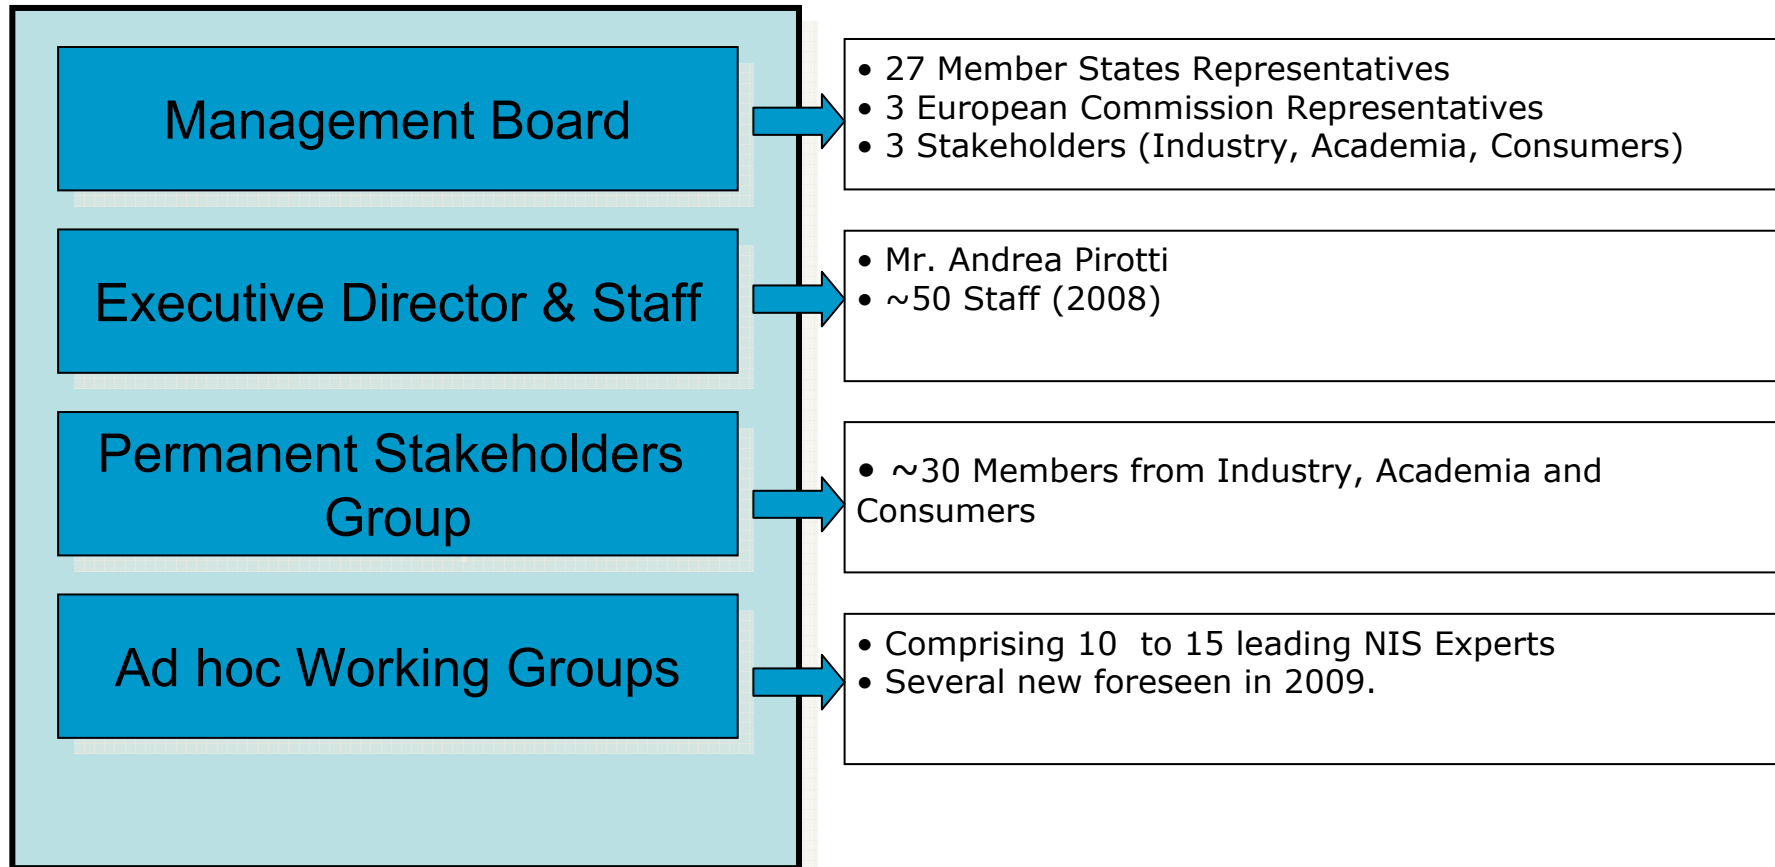 Management Board
• 27 Member States Representatives
• 3 European Commission Representatives
• 3 Stakeholders (Industry, Academia, Consumers)
Executive Director & Staff
• Mr. Andrea Pirotti
• ~50 Staff (2008)
Permanent Stakeholders
Group
• ~30 Members from Industry, Academia and
Consumers
Ad hoc Working Groups
• Comprising 10 to 15 leading NIS Experts
• Several new foreseen in 2009.